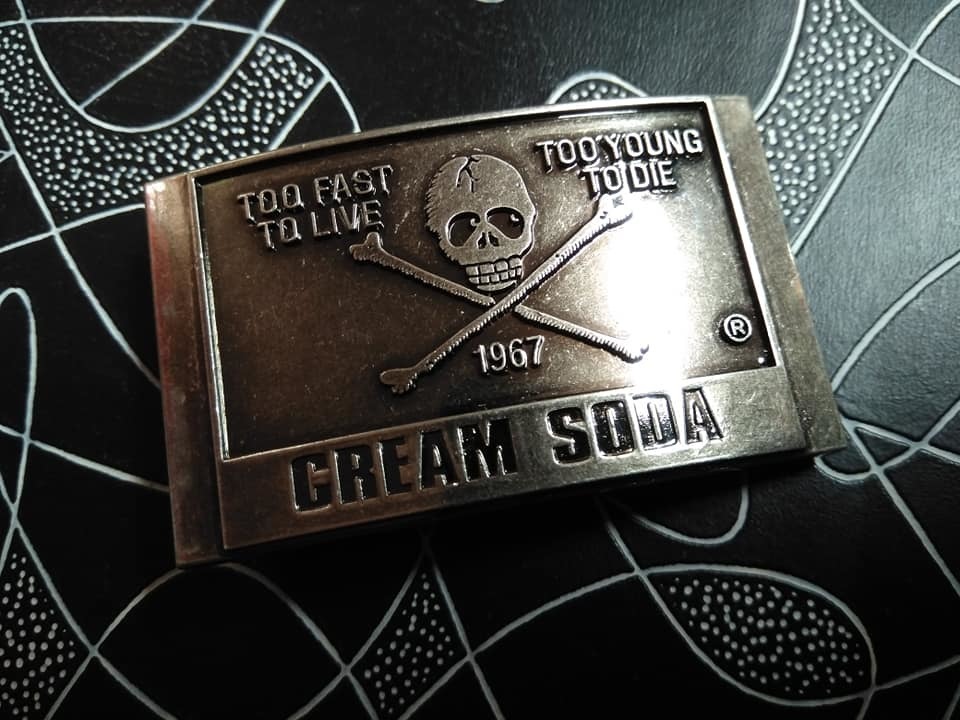 TOO FAST
TO LIVE
TOO YOUNG
TO DIE
1967
®
CREAM SODA